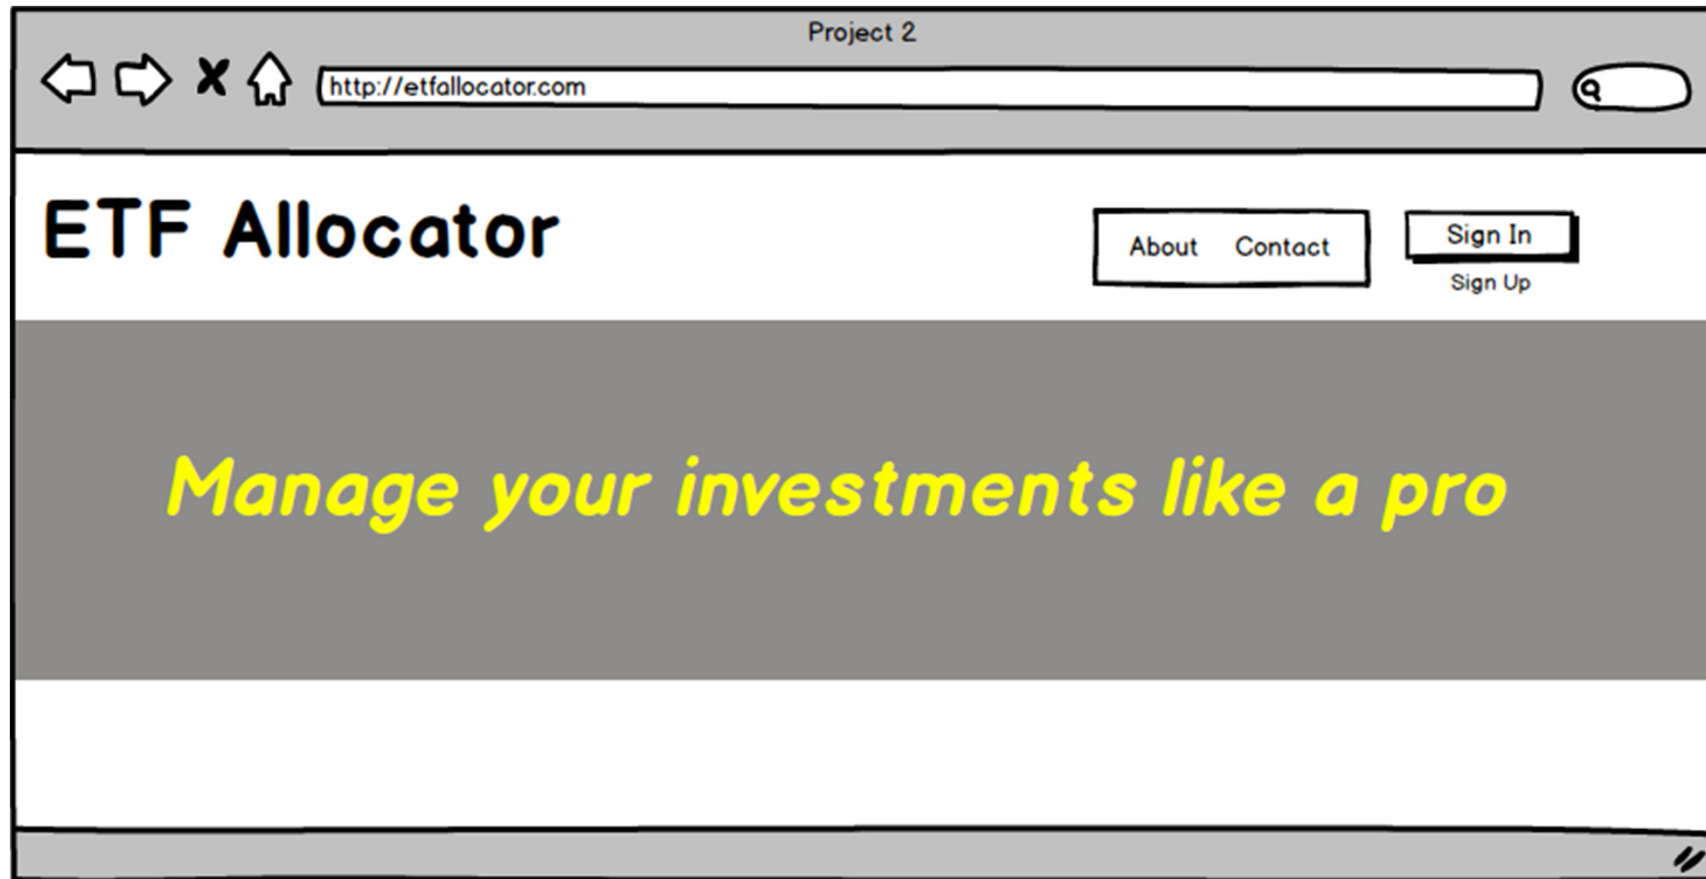 Project 2
http://etfallocator.com
ETF Allocator
About Contact
Sign In
Sign Up
Manage your investments like a pro